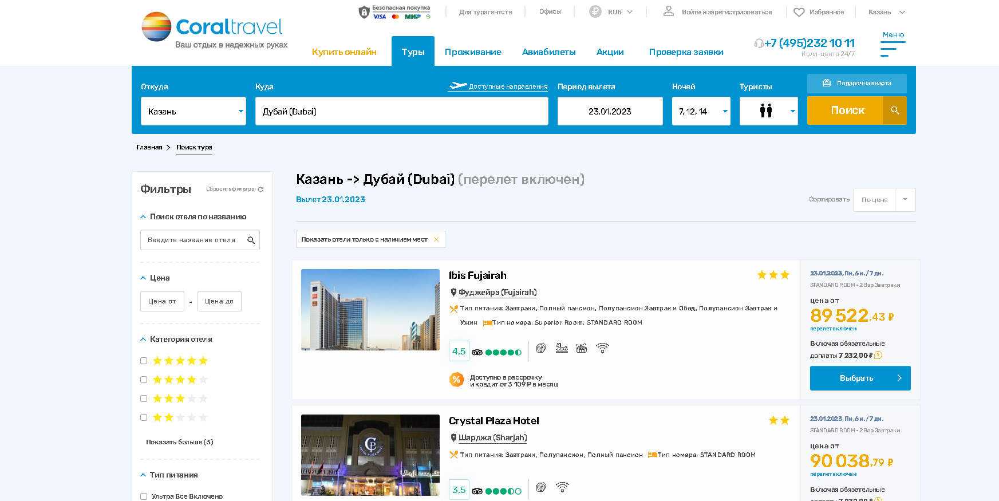 Безопасная покупка
VISA МИР
Для турагентств
Офисы
RUB
Войти и зарегистрироваться
Избранное
Казань
Coraltravel
Ваш отдых в надежных руках
Купить онлайн
Туры
Проживание
Авиабилеты
Акции
Проверка заявки
+7 (495)232 10 11
Колл-центр 24/7
Меню
Откуда
Куда
Доступные направления
Период вылета
Ночей
Туристы
Подарочная карта
Казань
Дубай (Dubai)
23.01.2023
7, 12, 14
Поиск
Главная
Поиск тура
Фильтры
Сбросить фильтры
Поиск отеля по названию
Введите название отеля
Цена
Цена от
-
Цена до
Категория отеля
Показать больше (3)
Тип питания
Ультра Все Включено
Казань -> Дубай (Dubai) (перелет включен)
Вылет 23.01.2023
Сортировать
По цене
Показать отели только с наличием мест
Ibis Fujairah
Фуджейра (Fujairah)
Тип питания: Завтраки, Полный пансион, Полупансион Завтрак и Обед, Полупансион Завтрак и
Ужин Тип номера: Superior Room, STANDARD ROOM
4,5
%
Доступно в рассрочку
и кредит от 3 109 ₽ в месяц
23.01.2023, Пн, 6 н. / 7 дн.
STANDARD ROOM - 2 Взр.Завтраки
цена от
89 522,43 ₽
перелет включен
Включая обязательные
доплаты 7 232,00 ₽ ?
Выбрать
Crystal Plaza Hotel
Шарджа (Sharjah)
Тип питания: Завтраки, Полупансион, Полный пансион Тип номера: STANDARD ROOM
3,5
23.01.2023, Пн, 6 н. / 7 дн.
STANDARD ROOM - 2 Взр.Завтраки
цена от
90 038,79 ₽
перелет включен
Включая обязательные